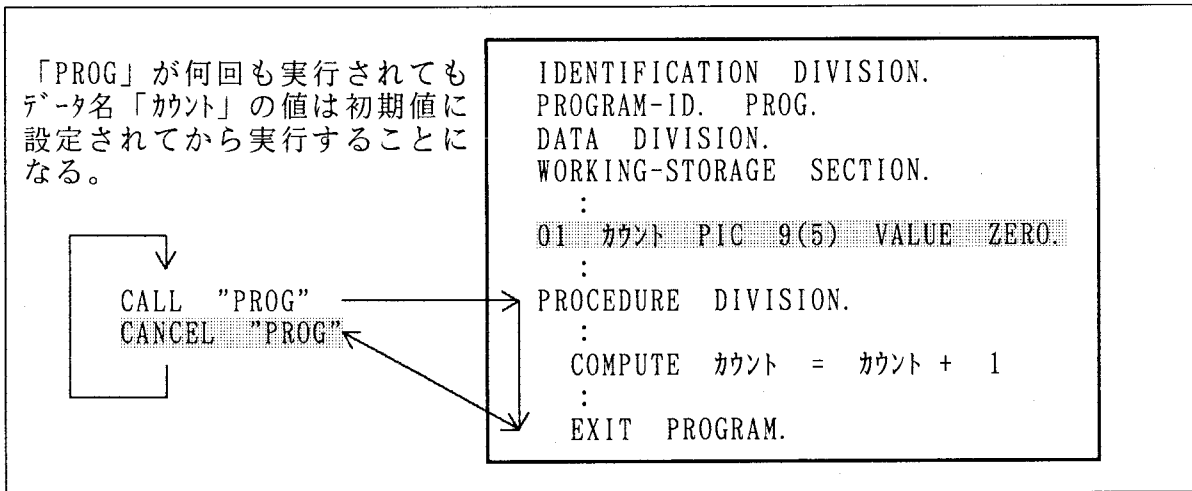 「PROG」が何回も実行されても
ﾃﾞｰﾀ名「ｶｳﾝﾄ」の値は初期値に
設定されてから実行することに
なる。
CALL "PROG"
CANCEL "PROG"
IDENTIFICATION DIVISION.
PROGRAM-ID. PROG.
DATA DIVISION.
WORKING-STORAGE SECTION.
:
01 ｶｳﾝﾄ PIC 9(5) VALUE ZERO.
:
PROCEDURE DIVISION.
:
COMPUTE ｶｳﾝﾄ = ｶｳﾝﾄ + 1
:
EXIT PROGRAM.